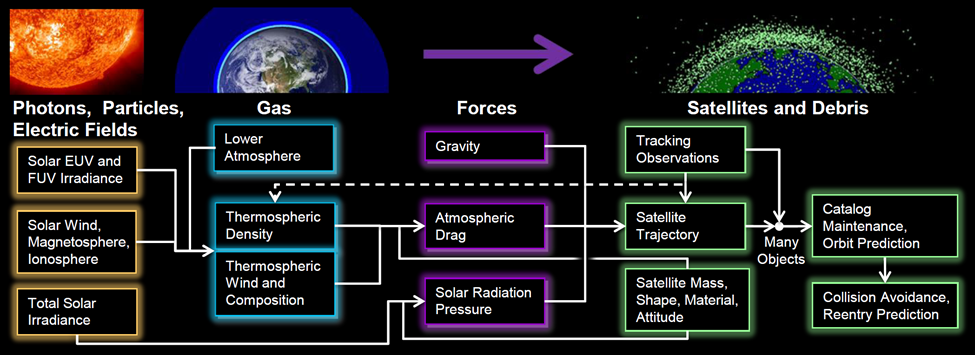 Photons, Particles,
Electric Fields
Gas
Forces
Satellites and Debris
Solar EUV and
FUV Irradiance
Solar Wind,
Magnetosphere,
Ionosphere
Total Solar
Irradiance
Lower
Atmosphere
Thermospheric
Density
Thermospheric
Wind and
Composition
Gravity
Atmospheric
Drag
Solar Radiation
Pressure
Tracking
Observations
Satellite
Trajectory
Satellite Mass,
Shape, Material,
Attitude
Many
Objects
Catalog
Maintenance,
Orbit Prediction
Collision Avoidance,
Reentry Prediction